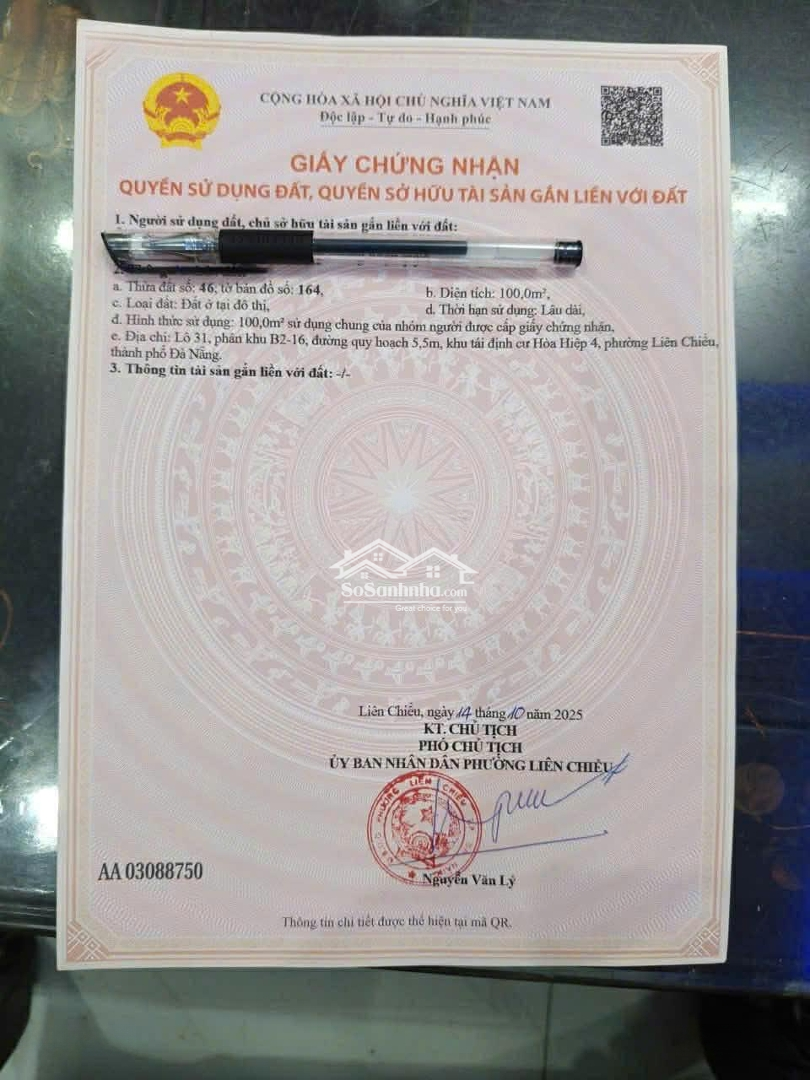 CỘNG HÒA XÃ HỘI CHỦ NGHĨA VIỆT NAM
Độc lập - Tự do - Hạnh phúc
GIẤY CHỨNG NHẬN
QUYỀN SỬ DỤNG ĐẤT, QUYỀN SỞ HỮU TÀI SẢN GẮN LIỀN VỚI ĐẤT
1. Người sử dụng đất, chủ sở hữu tài sản gắn liền với đất:
2.
a. Thửa đất số: 46, tờ bản đồ số: 164, b. Diện tích: 100,0m²,
c. Loại đất: Đất ở tại đô thị, d. Thời hạn sử dụng: Lâu dài,
đ. Hình thức sử dụng: 100,0m² sử dụng chung của nhóm người được cấp giấy chứng nhận,
e. Địa chỉ: Lô 31, phân khu B2-16, đường quy hoạch 5,5m, khu tái định cư Hòa Hiệp 4, phường Liên Chiểu,
thành phố Đà Nẵng.
3. Thông tin tài sản gắn liền với đất: -/-
SoSanhnha.com
Great choice for you
Liên Chiểu, ngày 14 tháng 10 năm 2025
KT. CHỦ TỊCH
PHÓ CHỦ TỊCH
ỦY BAN NHÂN DÂN PHƯỜNG LIÊN CHIỂU
Nguyễn Văn Lý
AA 03088750
Thông tin chi tiết được thể hiện tại mã QR.